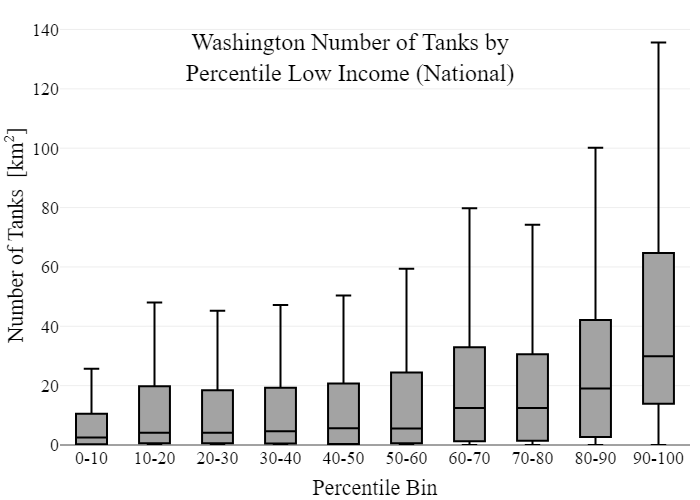 Washington Number of Tanks by
Percentile Low Income (National)
Number of Tanks [km²]
140
120
100
80
60
40
20
0
0-10 10-20 20-30 30-40 40-50 50-60 60-70 70-80 80-90 90-100
Percentile Bin